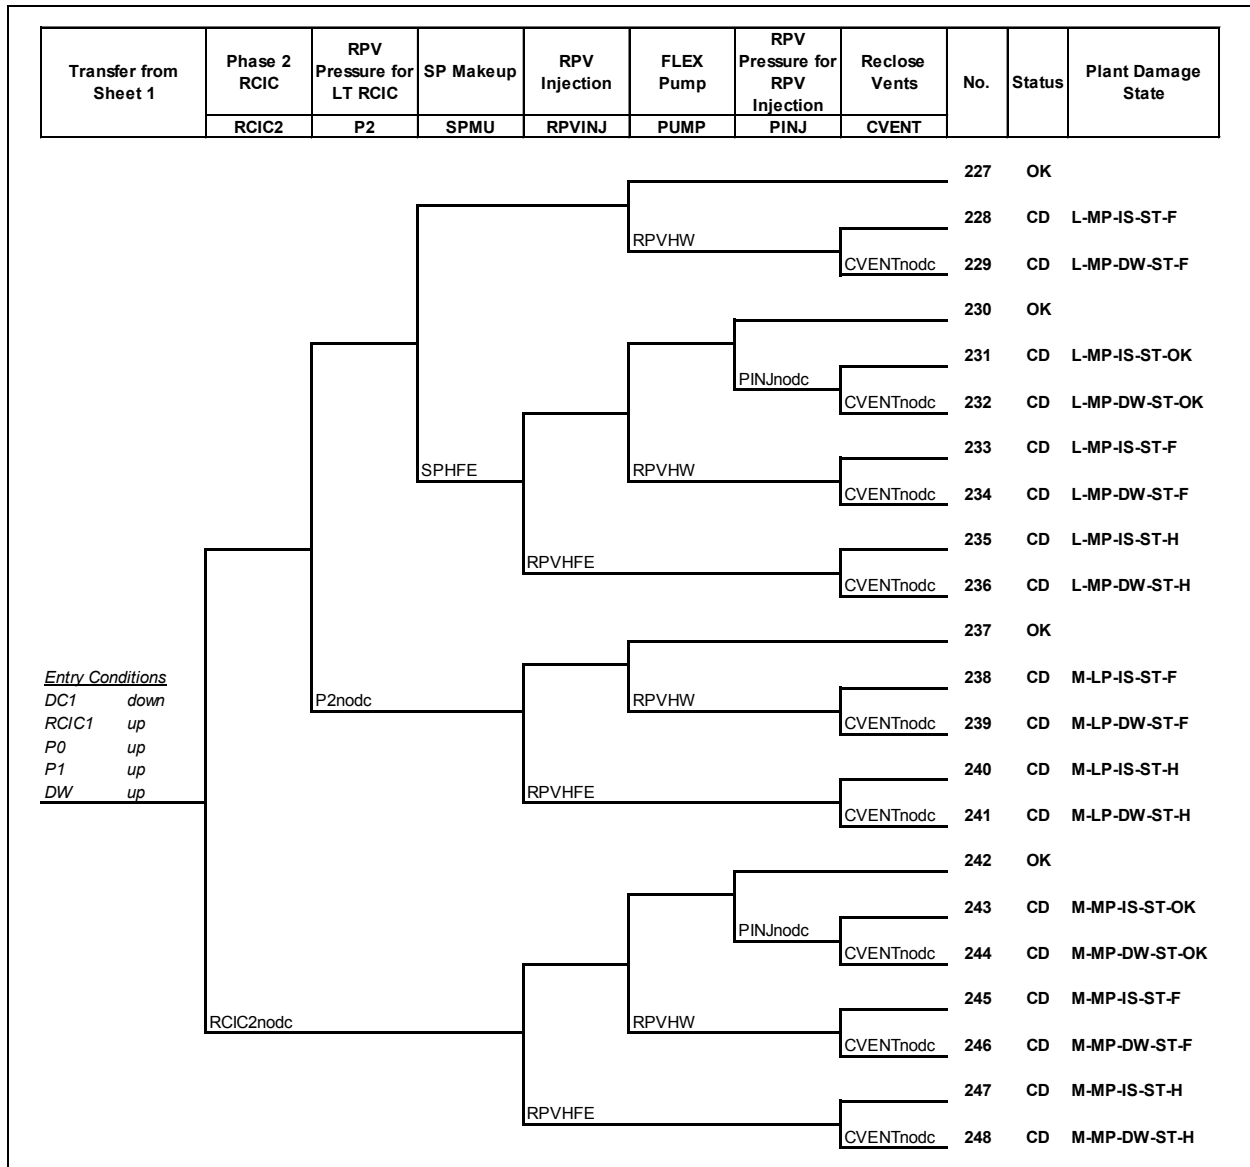 Transfer from Sheet 1
Phase 2 RCIC
RPV Pressure for LT RCIC
SP Makeup
RPV Injection
FLEX Pump
RPV Pressure for RPV Injection
Reclose Vents
No.
Status
Plant Damage State
RCIC2
P2
SPMU
RPVINJ
PUMP
PINJ
CVENT
227 OK
228 CD L-MP-IS-ST-F
RPVHW
CVENTnodc 229 CD L-MP-DW-ST-F
230 OK
231 CD L-MP-IS-ST-OK
PINJnodc
CVENTnodc 232 CD L-MP-DW-ST-OK
233 CD L-MP-IS-ST-F
SPHFE
RPVHW
CVENTnodc 234 CD L-MP-DW-ST-F
235 CD L-MP-IS-ST-H
RPVHFE
CVENTnodc 236 CD L-MP-DW-ST-H
237 OK
Entry Conditions
DC1 down
RCIC1 up
P0 up
P1 up
DW up
238 CD M-LP-IS-ST-F
P2nodc
RPVHW
CVENTnodc 239 CD M-LP-DW-ST-F
240 CD M-LP-IS-ST-H
RPVHFE
CVENTnodc 241 CD M-LP-DW-ST-H
242 OK
243 CD M-MP-IS-ST-OK
PINJnodc
CVENTnodc 244 CD M-MP-DW-ST-OK
245 CD M-MP-IS-ST-F
RCIC2nodc
RPVHW
CVENTnodc 246 CD M-MP-DW-ST-F
247 CD M-MP-IS-ST-H
RPVHFE
CVENTnodc 248 CD M-MP-DW-ST-H